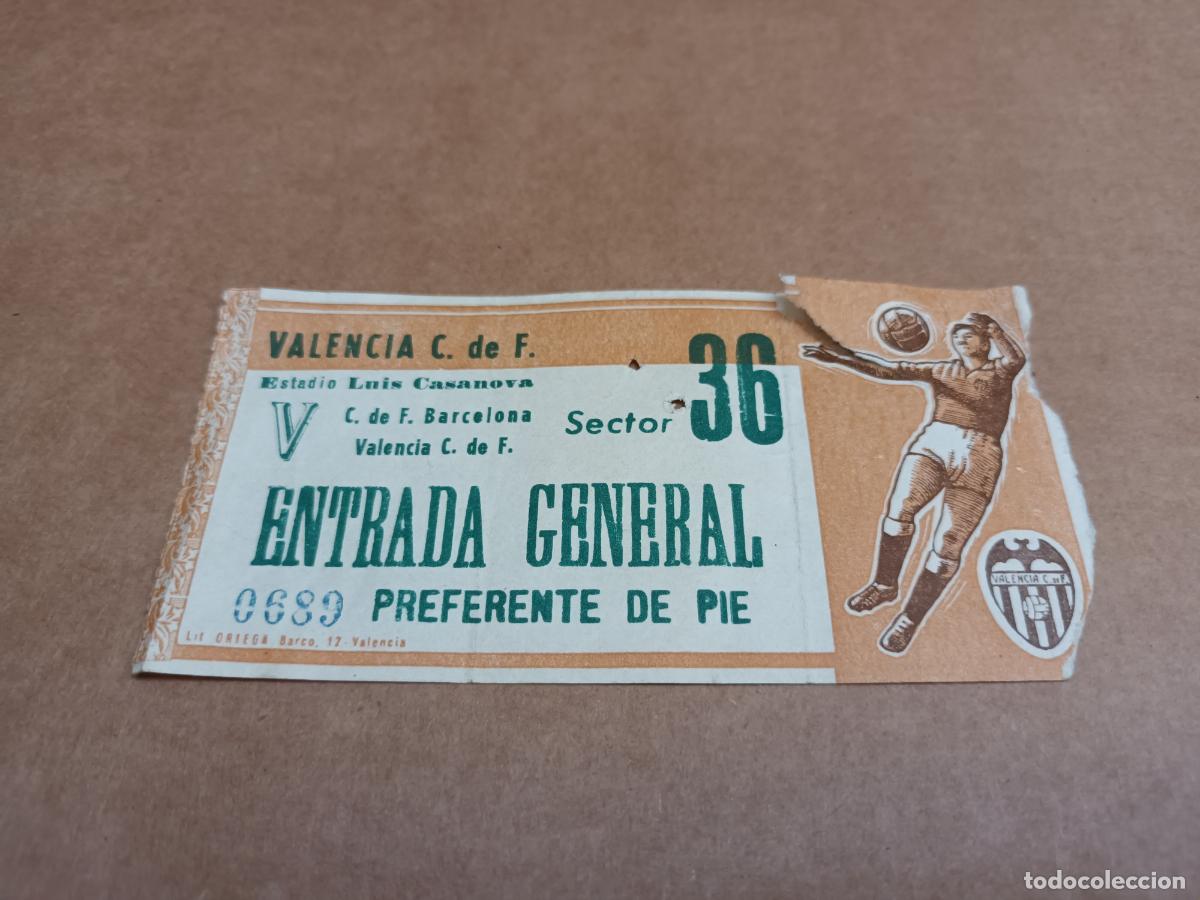 VALENCIA C. de F.
Estadio Luis Casanova
V
C. de F. Barcelona
Valencia C. de F.
Sector 36
ENTRADA GENERAL
0689 PREFERENTE DE PIE
Lit ORTEGA Barco, 12 - Valencia
VALENCIA C. DE F.
todocoleccion